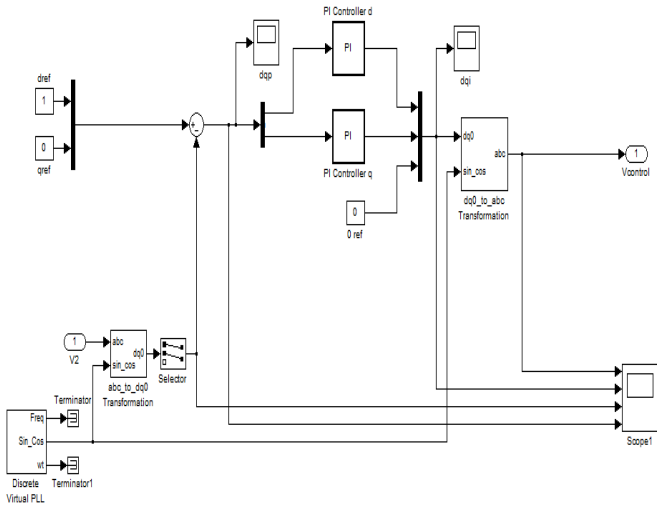 PI Controller d
PI
dqp
dqi
dref
1
+
_
0
qref
PI
PI Controller q
dq0
abc
sin_cos
dq0_to_abc
Transformation
1
Vcontrol
0
0 ref
1
V2
abc
dq0
sin_cos
abc_to_dq0
Transformation
Selector
Terminator
Freq
Sin_Cos
wt
Discrete
Virtual PLL
Terminator1
Scope1